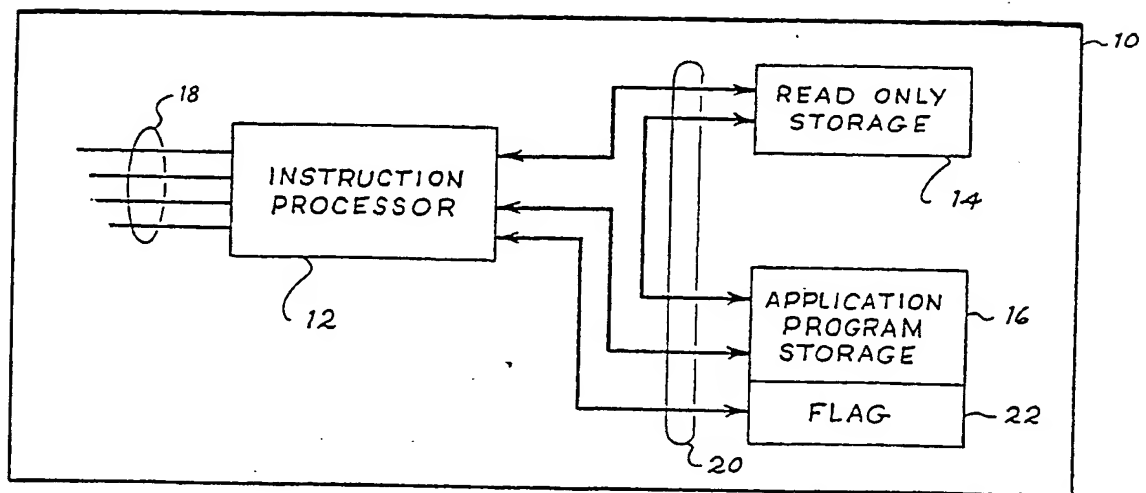 10
18
READ ONLY
STORAGE
INSTRUCTION
PROCESSOR
14
12
APPLICATION
PROGRAM
STORAGE
16
FLAG
22
20